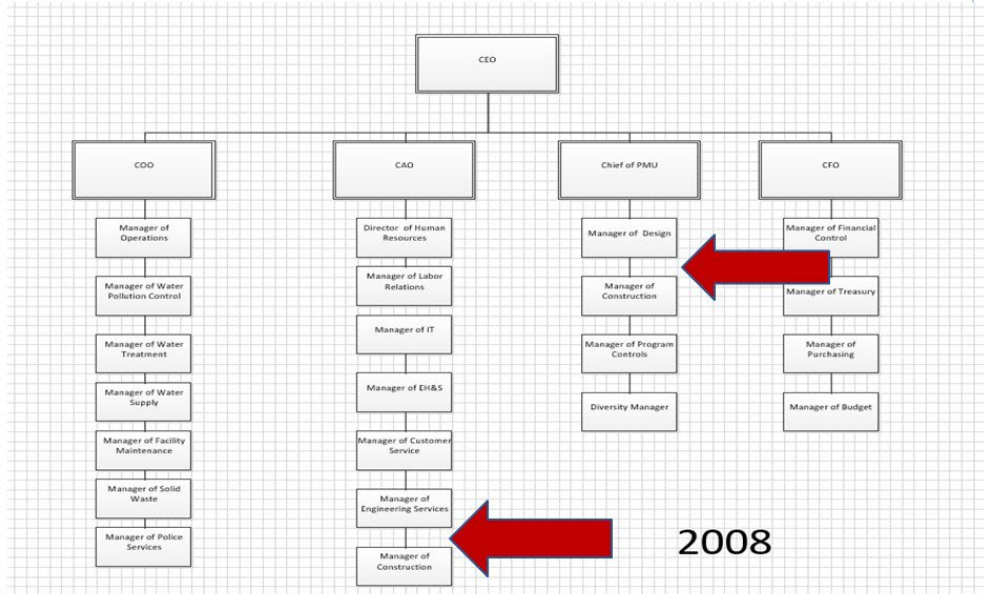 CEO
COO
CAO
Chief of PMU
CFO
Manager of
Operations
Manager of Water
Pollution Control
Manager of Water
Treatment
Manager of Water
Supply
Manager of Facility
Maintenance
Manager of Solid
Waste
Manager of Police
Services
Director of Human
Resources
Manager of Labor
Relations
Manager of IT
Manager of EH&S
Manager of Customer
Service
Manager of
Engineering Services
Manager of
Construction
Manager of Design
Manager of
Construction
Manager of Program
Controls
Diversity Manager
Manager of Financial
Control
Manager of Treasury
Manager of
Purchasing
Manager of Budget
2008